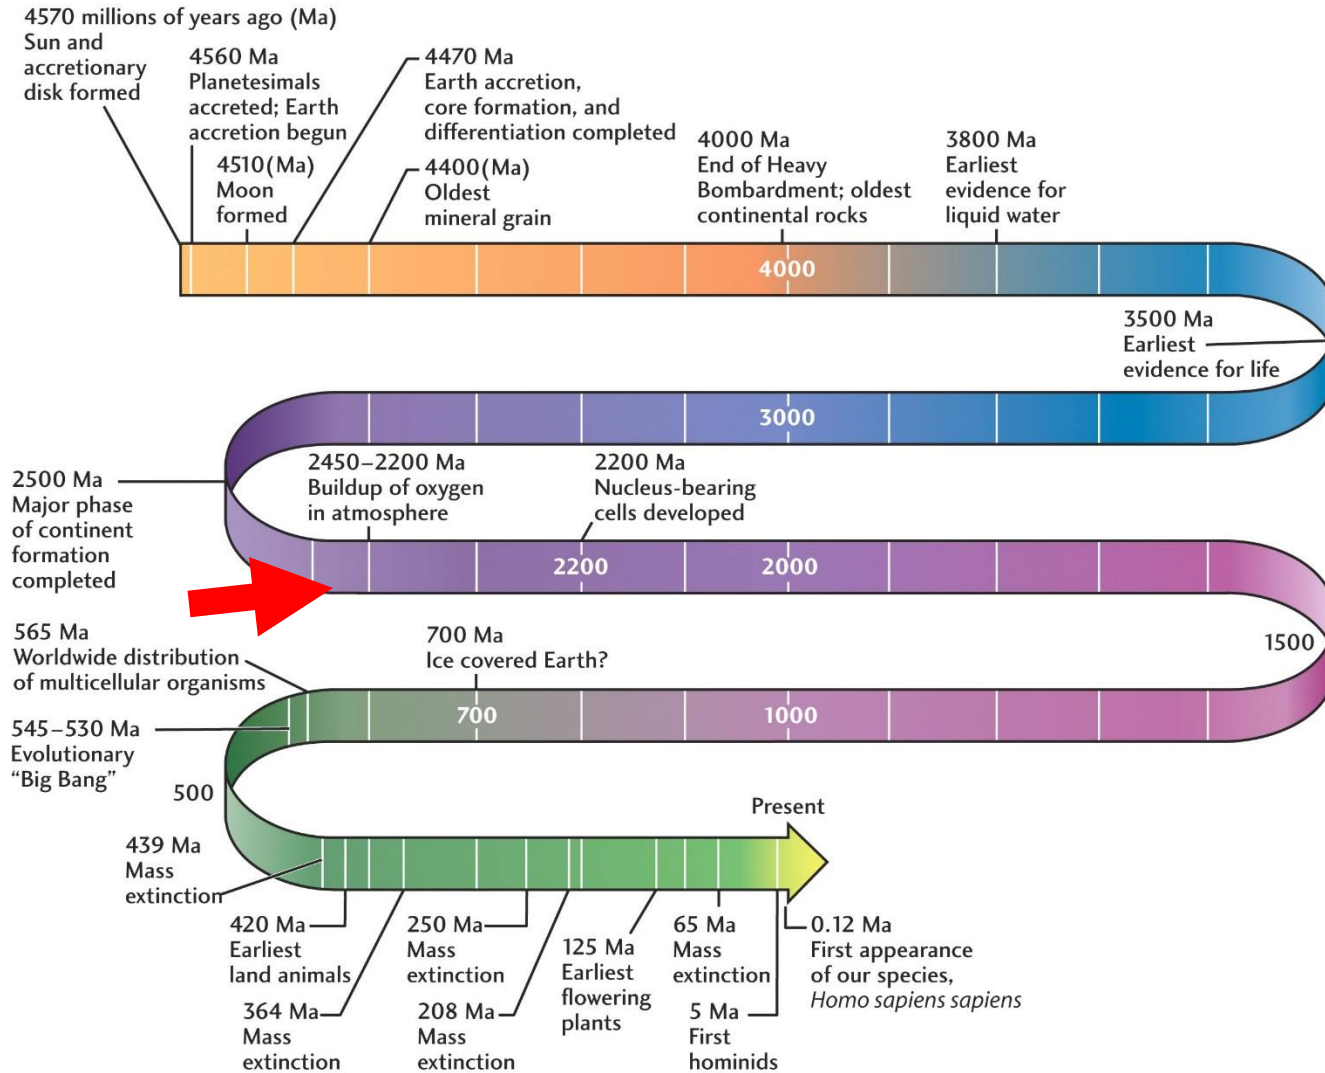 4570 millions of years ago (Ma)
Sun and
accretionary
disk formed
4560 Ma
Planetesimals
accreted; Earth
accretion begun
4510(Ma)
Moon
formed
4470 Ma
Earth accretion,
core formation, and
differentiation completed
4400(Ma)
Oldest
mineral grain
4000 Ma
End of Heavy
Bombardment; oldest
continental rocks
3800 Ma
Earliest
evidence for
liquid water
4000
3500 Ma
Earliest
evidence for life
3000
2500 Ma
Major phase
of continent
formation
completed
2450–2200 Ma
Buildup of oxygen
in atmosphere
2200 Ma
Nucleus-bearing
cells developed
2200
2000
1500
565 Ma
Worldwide distribution
of multicellular organisms
700 Ma
Ice covered Earth?
700
1000
545–530 Ma
Evolutionary
“Big Bang”
500
Present
439 Ma
Mass
extinction
420 Ma
Earliest
land animals
364 Ma
Mass
extinction
250 Ma
Mass
extinction
208 Ma
Mass
extinction
125 Ma
Earliest
flowering
plants
65 Ma
Mass
extinction
5 Ma
First
hominids
0.12 Ma
First appearance
of our species,
Homo sapiens sapiens